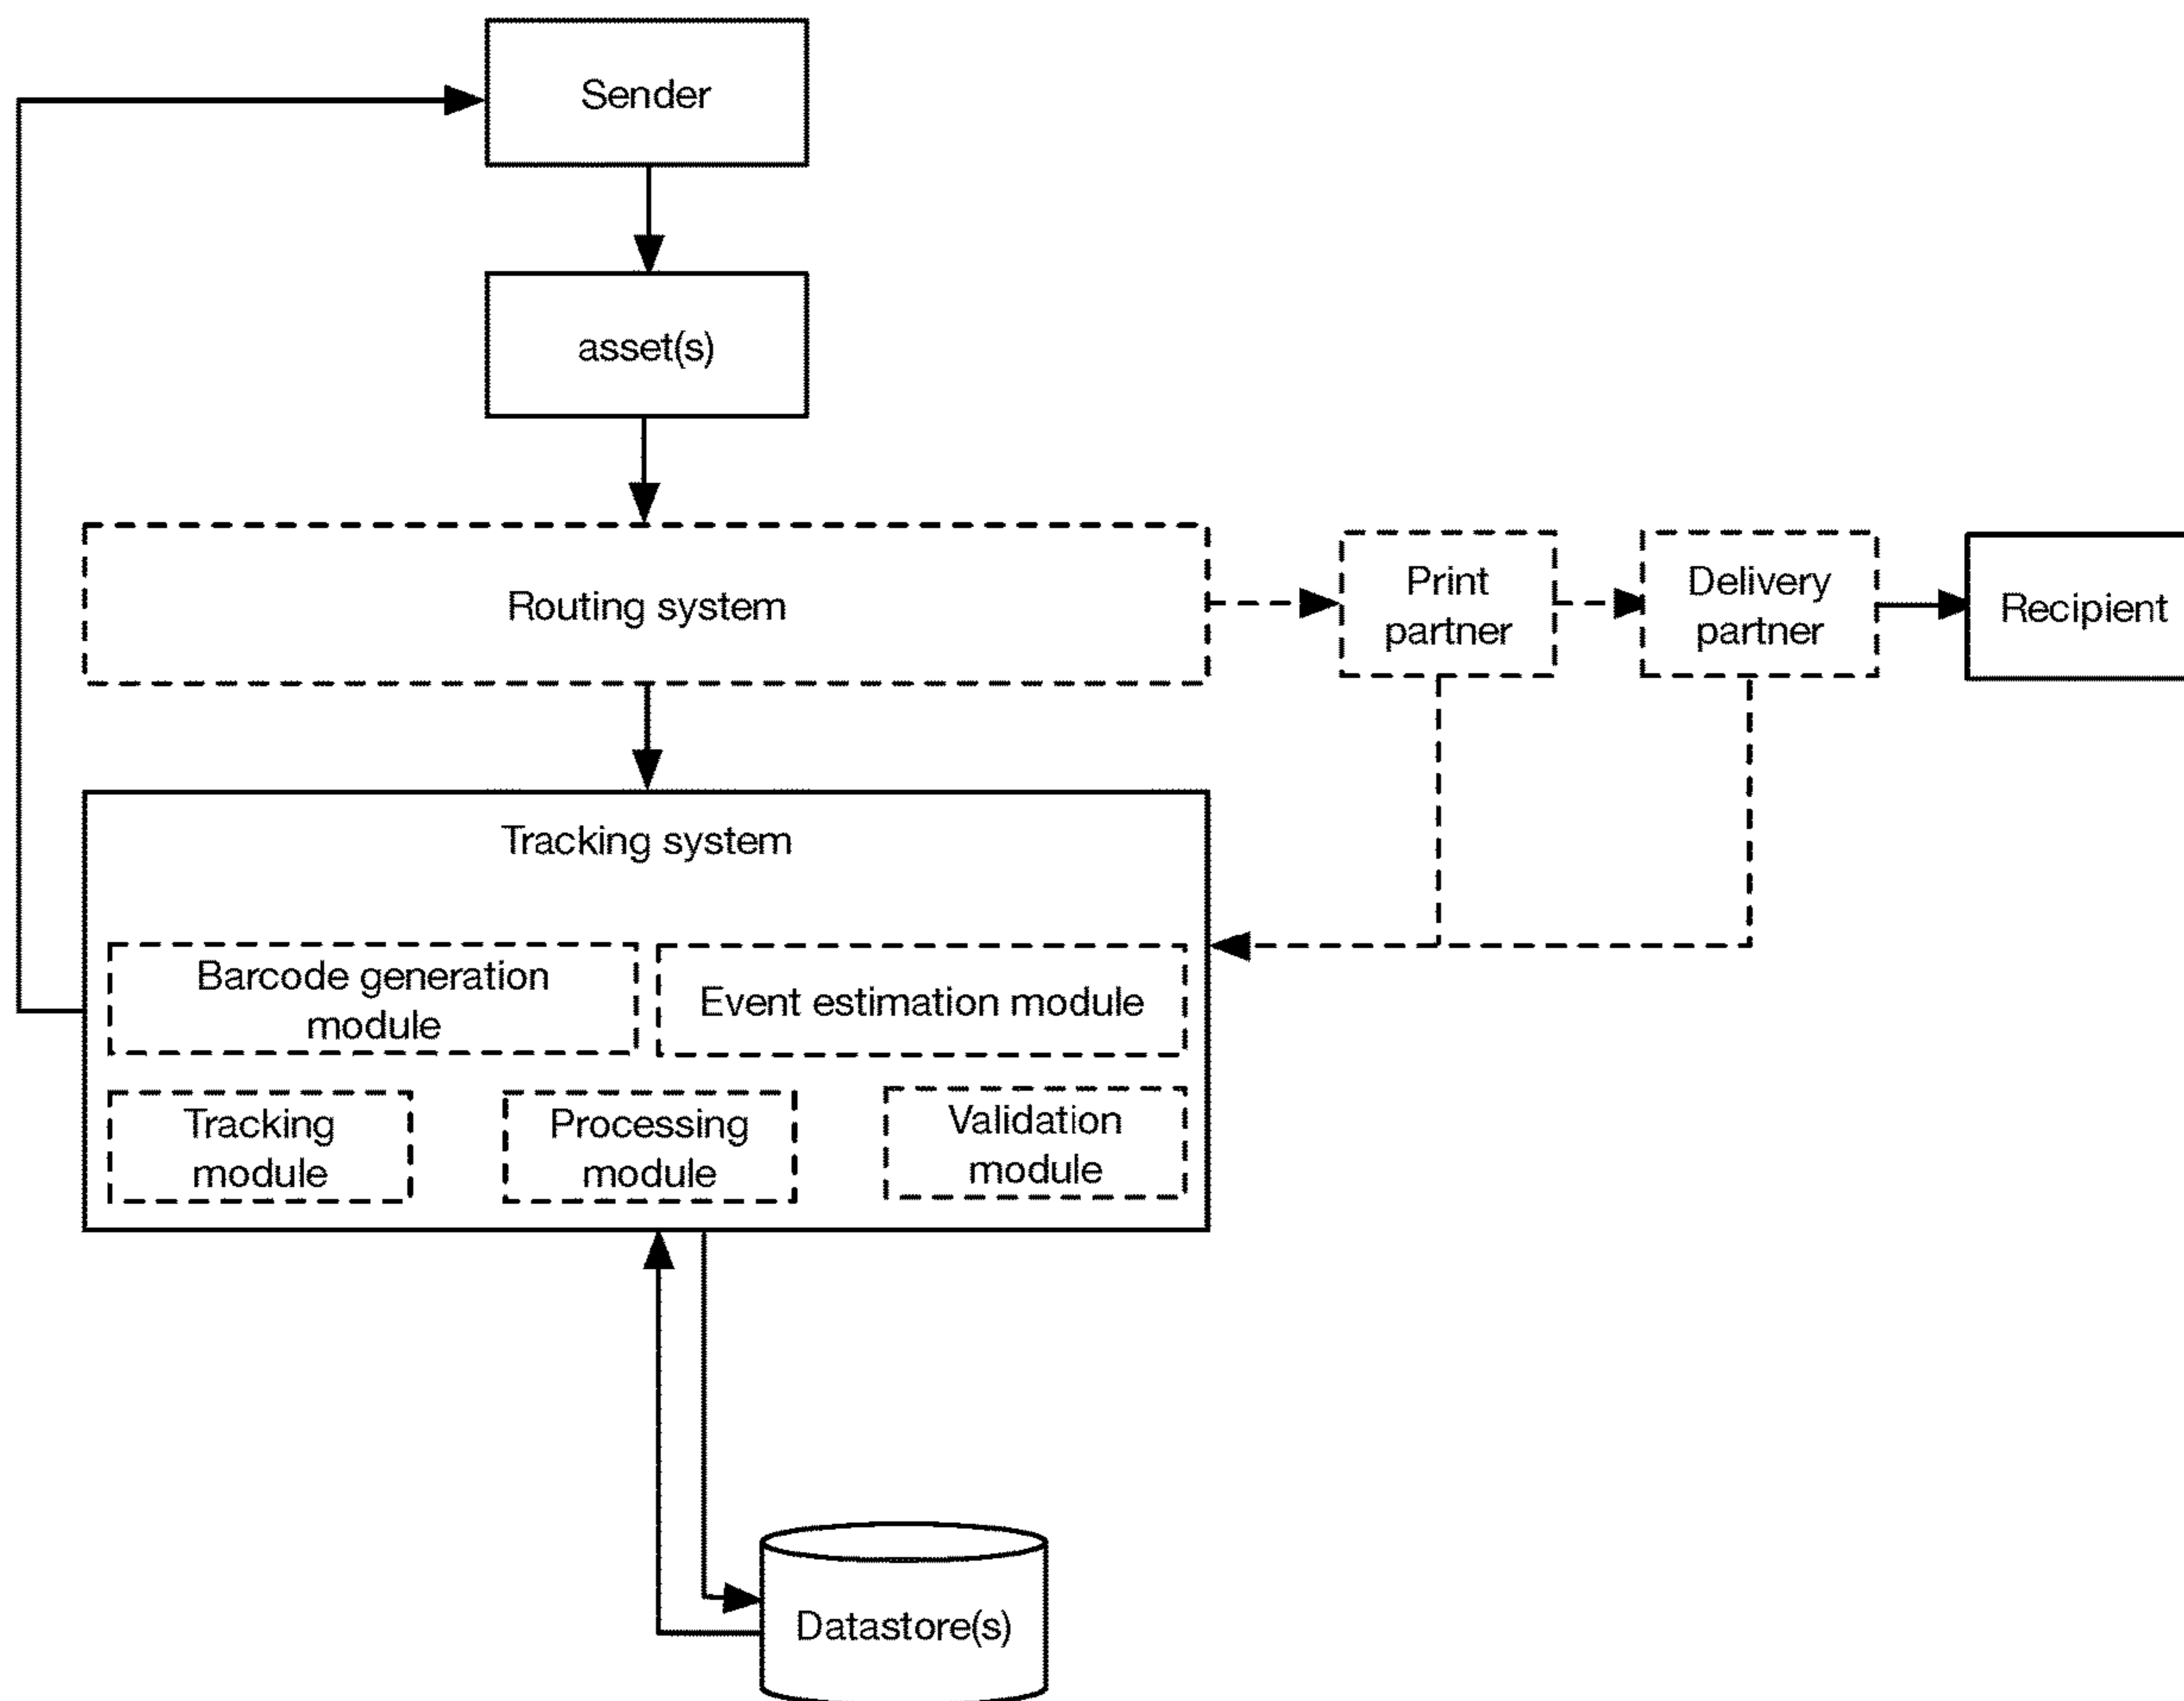 Sender
asset(s)
Routing system
Print
partner
Delivery
partner
Recipient
Tracking system
Barcode generation
module
Event estimation module
Tracking
module
Processing
module
Validation
module
Datastore(s)